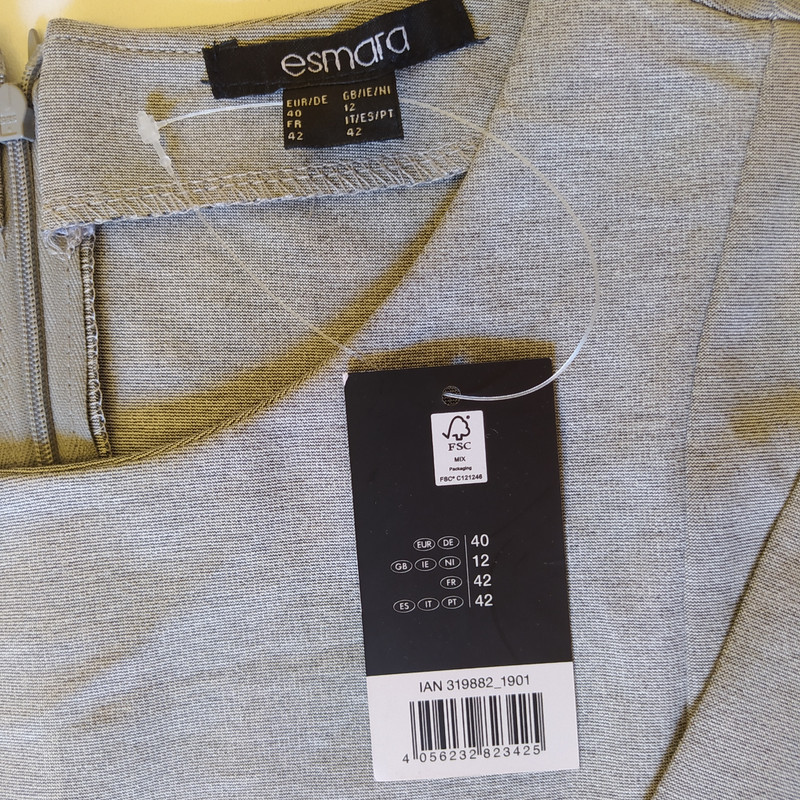 esmara
EUR/DE GB/IE/NI
40 12
FR IT/ES/PT
42 42
FSC
MIX
Packaging
FSC® C121246
EUR DE 40
GB IE NI 12
FR 42
ES IT PT 42
IAN 319882_1901
4 056232 823425